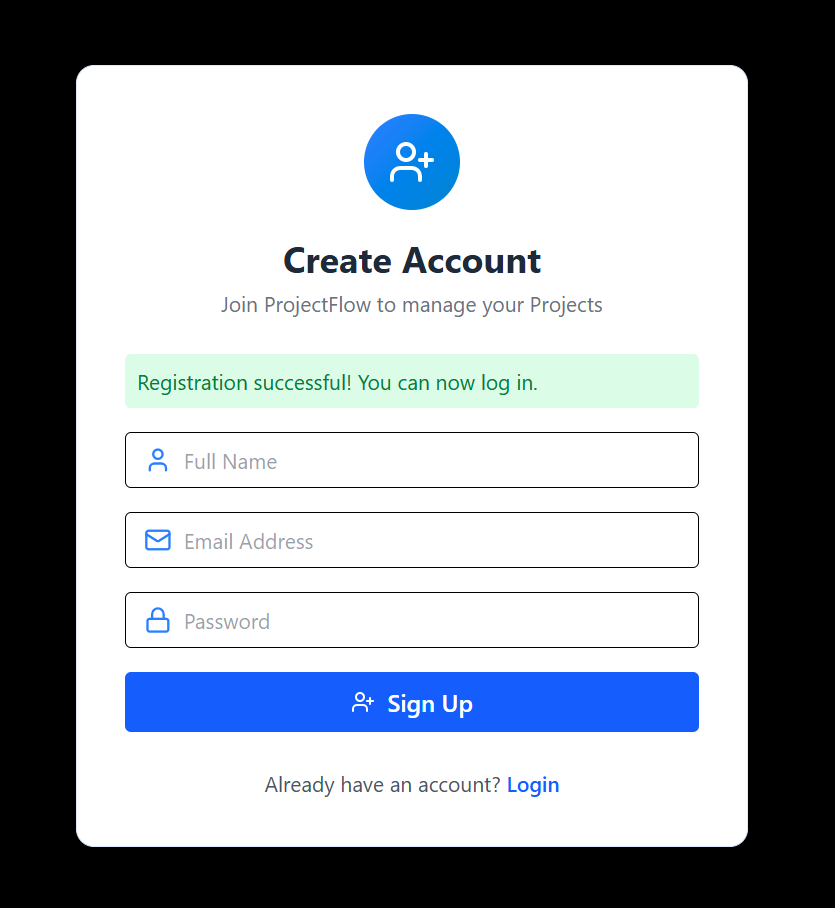 Create Account
Join ProjectFlow to manage your Projects
Registration successful! You can now log in.
Full Name
Email Address
Password
Sign Up
Already have an account? Login